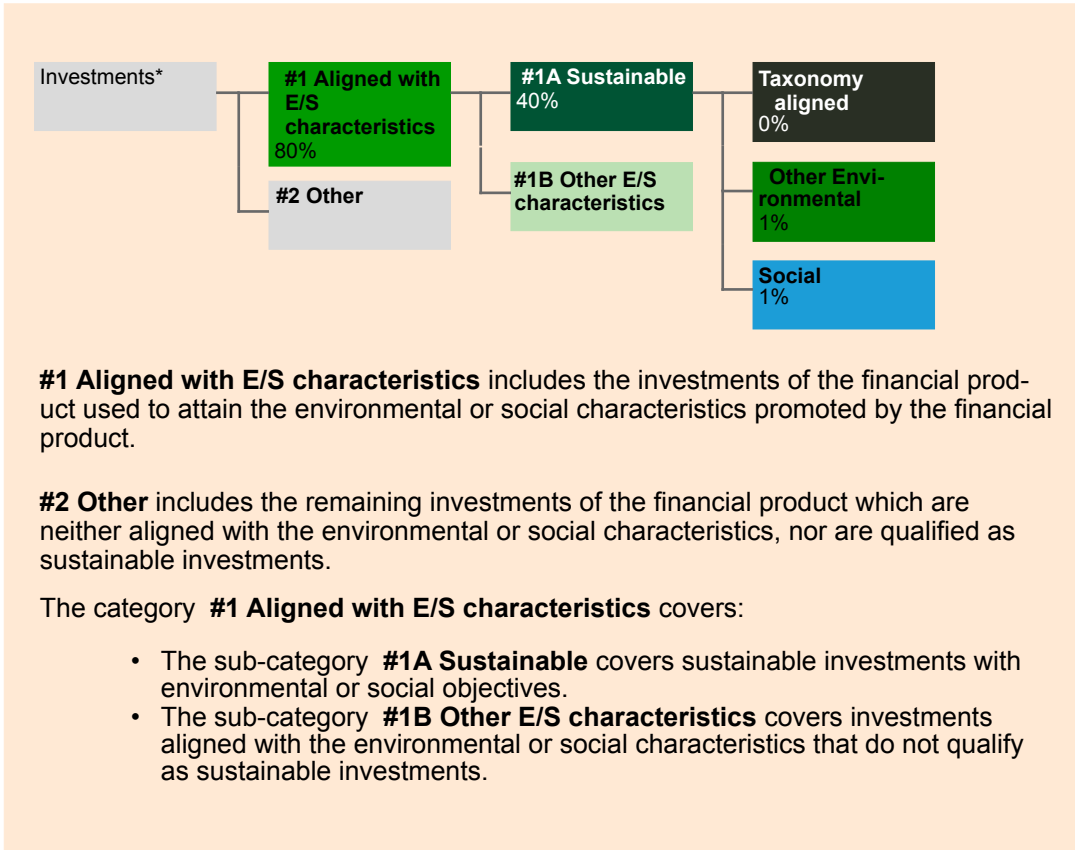 Investments*
#1 Aligned with
E/S
characteristics
80%
#2 Other
#1A Sustainable
40%
#1B Other E/S
characteristics
Taxonomy
aligned
0%
Other Envi-
ronmental
1%
Social
1%
#1 Aligned with E/S characteristics includes the investments of the financial prod-
uct used to attain the environmental or social characteristics promoted by the financial
product.
#2 Other includes the remaining investments of the financial product which are
neither aligned with the environmental or social characteristics, nor are qualified as
sustainable investments.
The category #1 Aligned with E/S characteristics covers:
• The sub-category #1A Sustainable covers sustainable investments with
environmental or social objectives.
• The sub-category #1B Other E/S characteristics covers investments
aligned with the environmental or social characteristics that do not qualify
as sustainable investments.